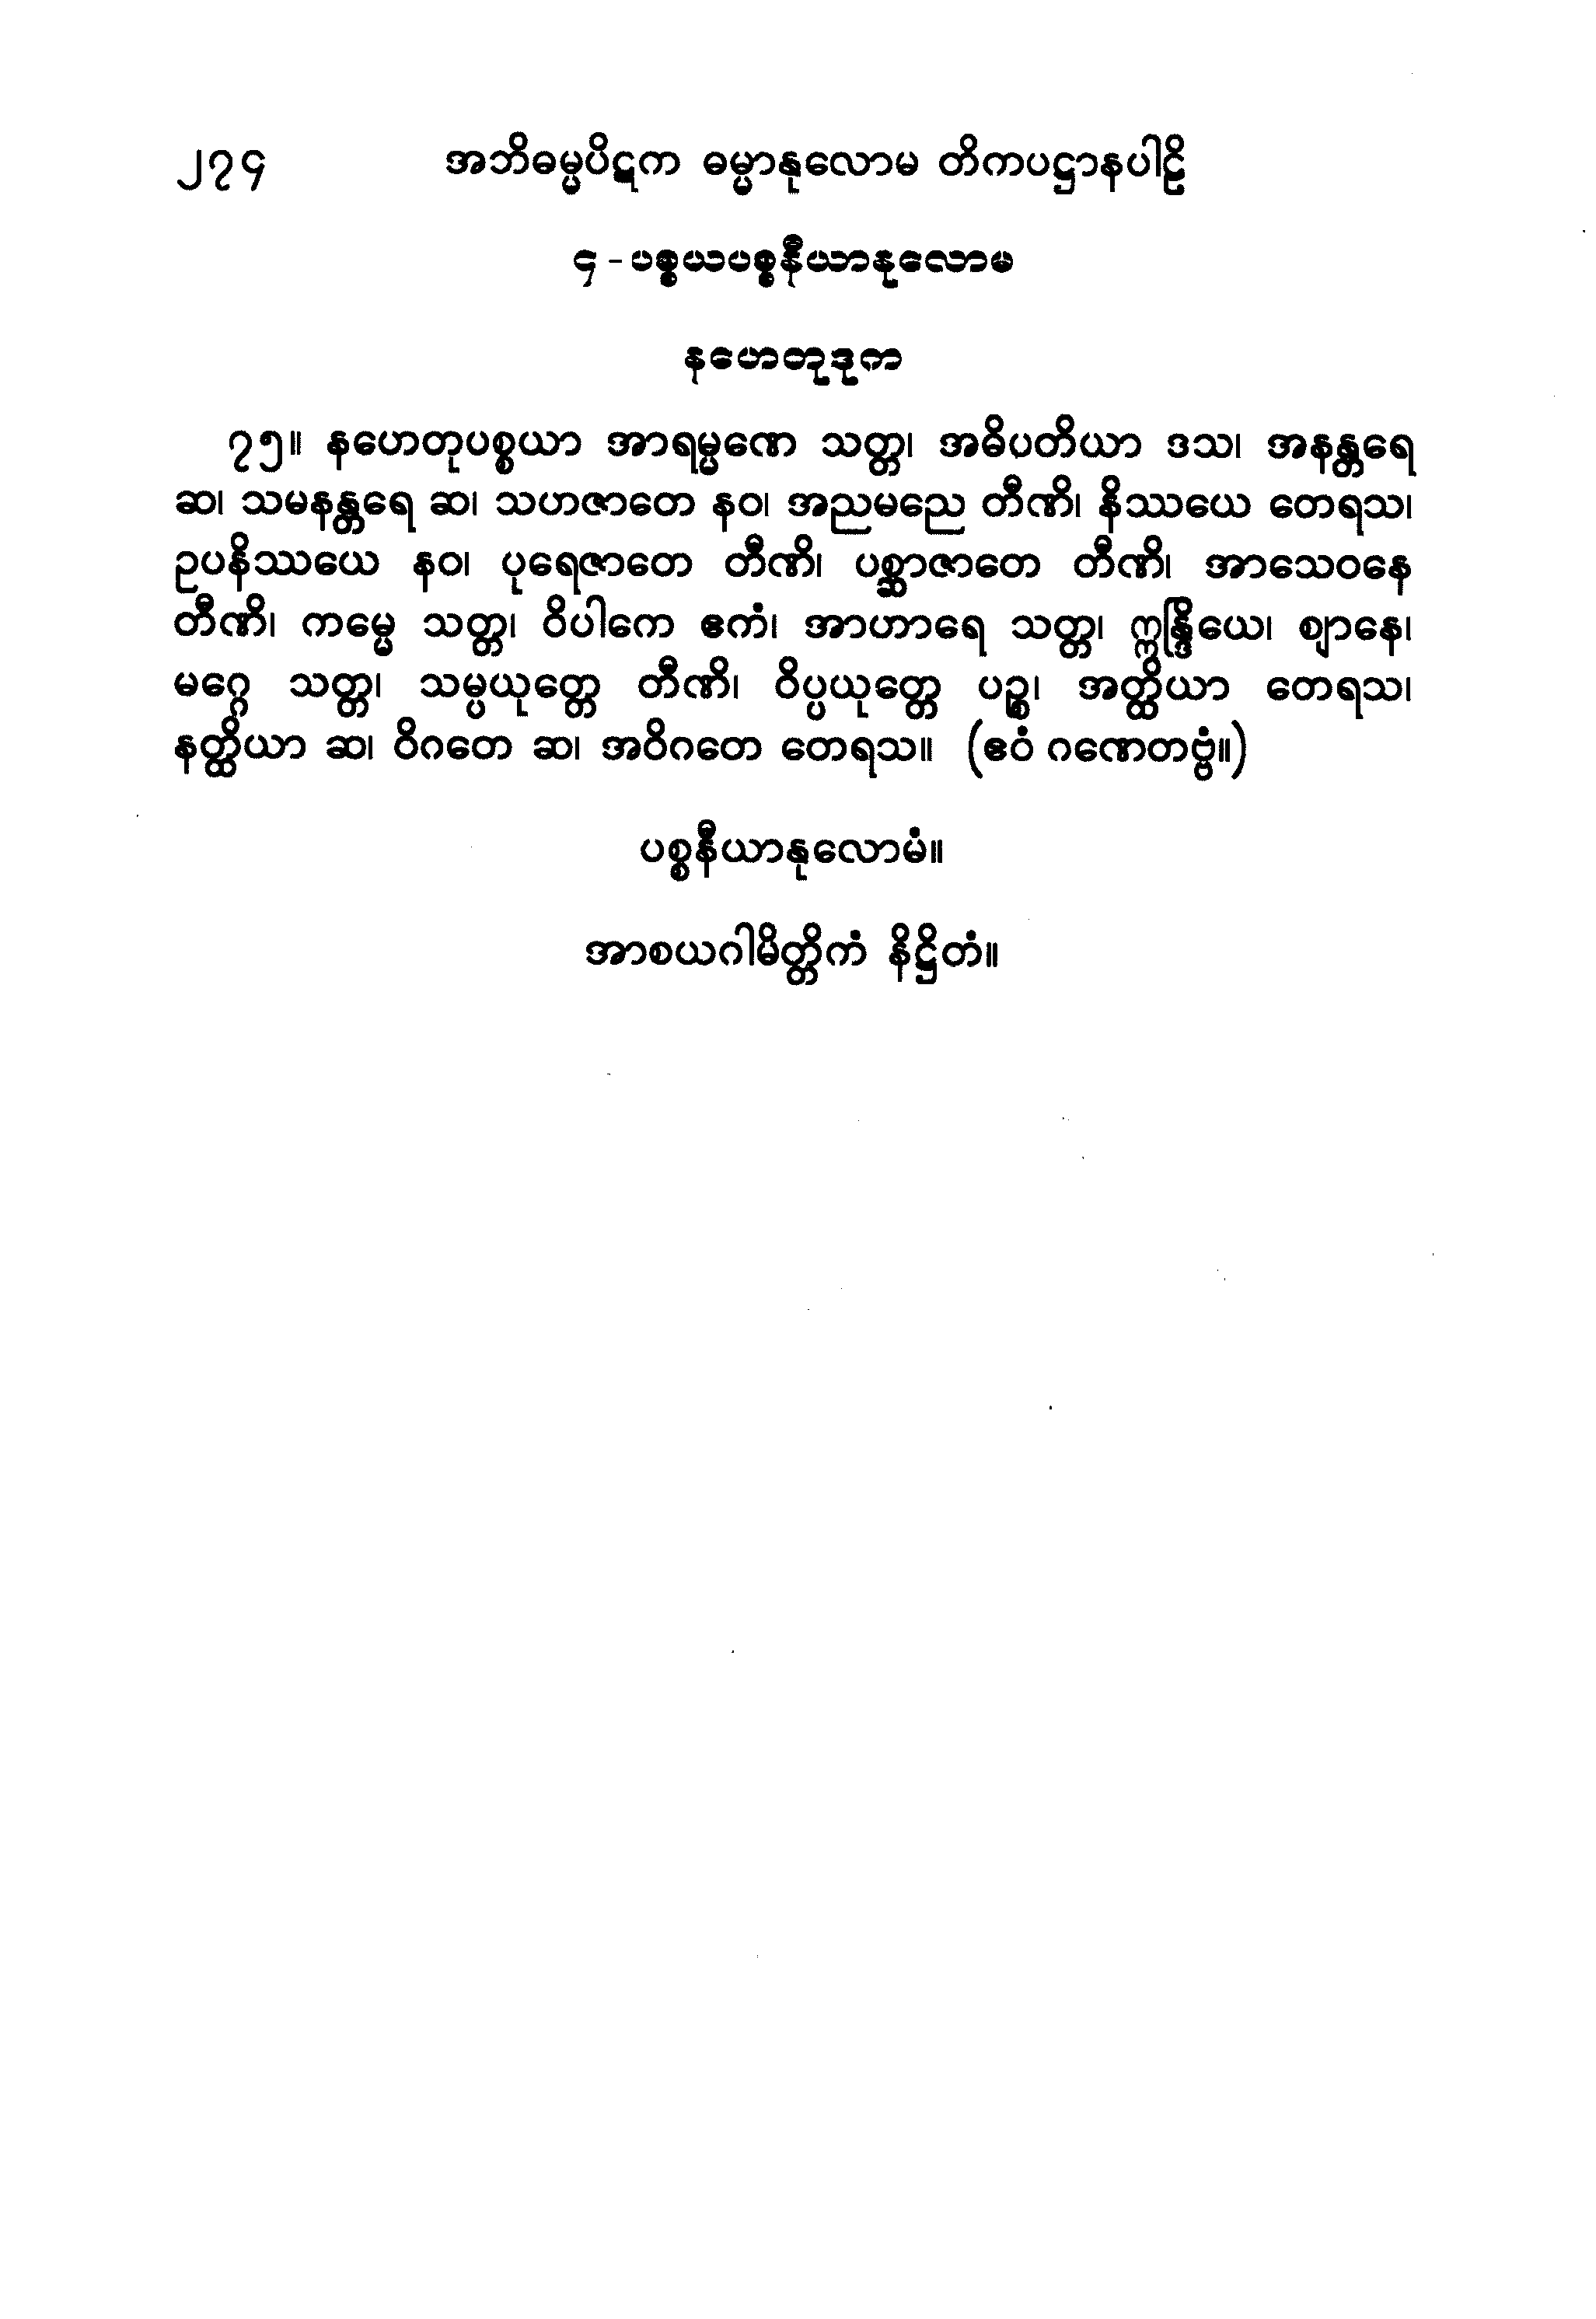 ၂၇၄ အဘိဓမ္မပိဋက ဓမ္မာနုလောမ တိကပဋ္ဌာနပါဠိ
၄ - ပစ္စယပစ္စနီယာနုလောမ
နဟေတုဒုက
၇၅။ နဟေတုပစ္စယာ အာရမ္မဏေ သတ္တ၊ အဓိပတိယာ ဒသ၊ အနန္တရေ
ဆ၊ သမနန္တရေ ဆ၊ သဟဇာတေ နဝ၊ အညမညေ တီဏိ၊ နိဿယေ တေရသ၊
ဥပနိဿယေ နဝ၊ ပုရေဇာတေ တီဏိ၊ ပစ္ဆာဇာတေ တီဏိ၊ အာသေဝနေ
တီဏိ၊ ကမ္မေ သတ္တ၊ ဝိပါကေ ဧကံ၊ အာဟာရေ သတ္တ၊ ဣန္ဒြိယေ၊ ဈာနေ၊
မဂ္ဂေ သတ္တ၊ သမ္ပယုတ္တေ တီဏိ၊ ဝိပ္ပယုတ္တေ ပဉ္စ၊ အတ္ထိယာ တေရသ၊
နတ္ထိယာ ဆ၊ ဝိဂတေ ဆ၊ အဝိဂတေ တေရသ။ (ဧဝံ ဂဏေတဗ္ဗံ။)
ပစ္စနီယာနုလောမံ။
အာစယဂါမိတ္တိကံ နိဋ္ဌိတံ။